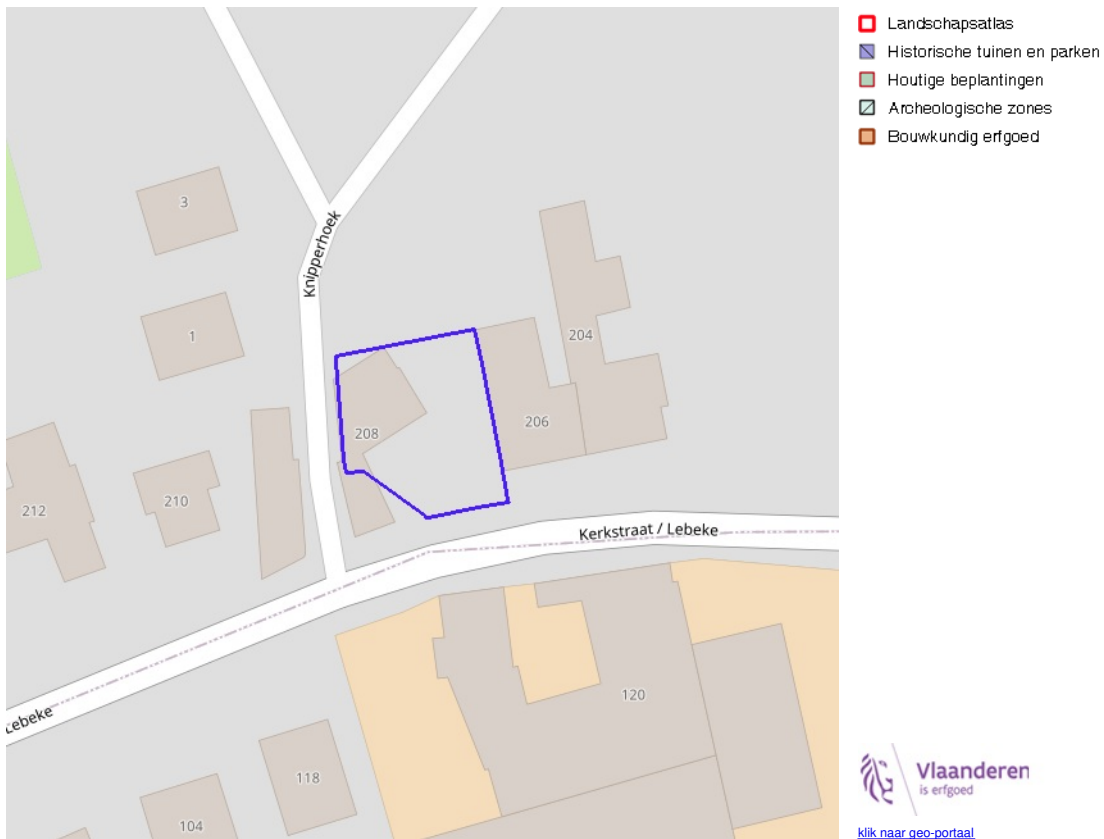 Landschapsatlas
Historische tuinen en parken
Houtige beplantingen
Archeologische zones
Bouwkundig erfgoed
3
Knipperhoek
1
204
206
208
210
212
Kerkstraat / Lebeke
Lebeke
120
118
104
Vlaanderen
is erfgoed
klik naar geo-portaal